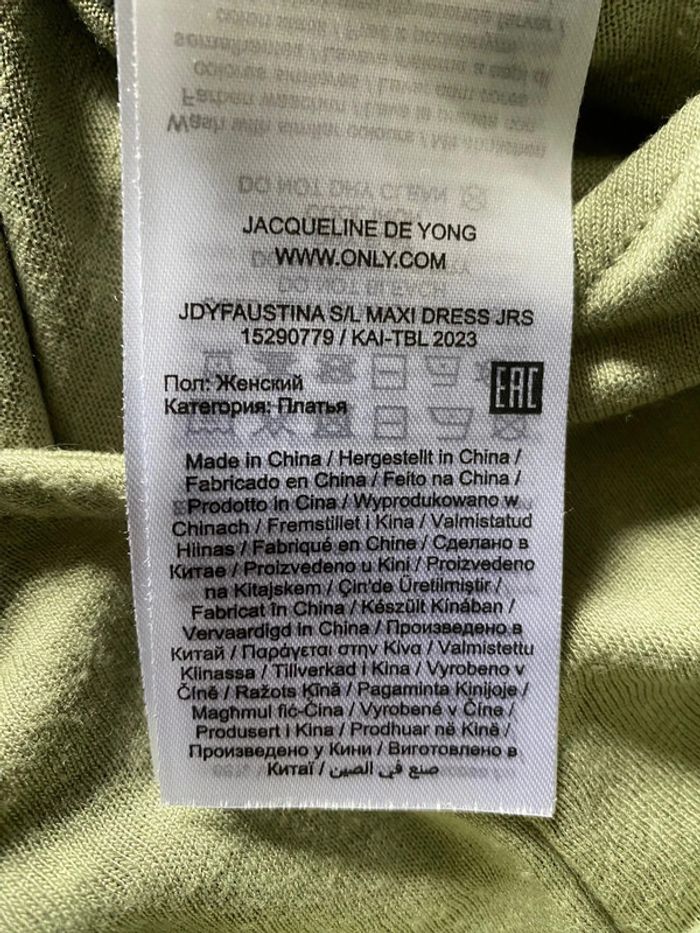 JACQUELINE DE YONG
WWW.ONLY.COM
JDYFAUSTINA S/L MAXI DRESS JRS
15290779 / KAI-TBL 2023
Пол: Женский
Категория: Платья
EAC
Made in China / Hergestellt in China /
Fabricado en China / Feito na China /
Prodotto in Cina / Wyprodukowano w
Chinach / Fremstillet i Kina / Valmistatud
Hiinas / Fabriqué en Chine / Сделано в
Китае / Proizvedeno u Kini / Proizvedeno
na Kitajskem / Çin'de Üretilmiştir /
Fabricat în China / Készült Kínában /
Vervaardigd in China / Произведено в
Китай / Παράγεται στην Κίνα / Valmistettu
Kiinassa / Tillverkad i Kina / Vyrobeno v
Číně / Ražots Ķīnā / Pagaminta Kinijoje /
Magħmul fiċ-Ċina / Vyrobené v Číne /
Produsert i Kina / Prodhuar në Kinë /
Произведено у Кини / Виготовлено в
Китаї / صنع في الصين